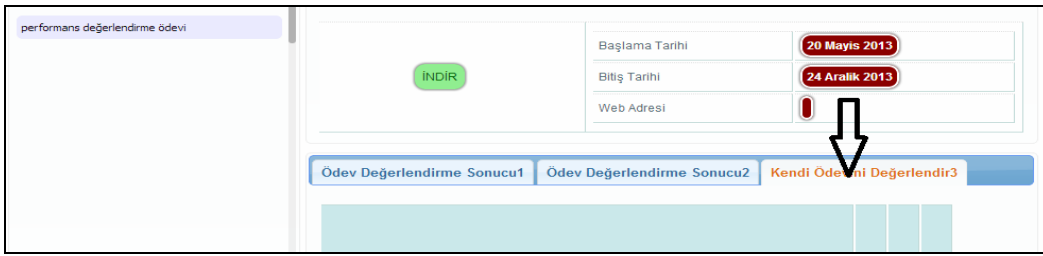 performans değerlendirme ödevi
Başlama Tarihi 20 Mayis 2013
İNDİR
Bitiş Tarihi 24 Aralik 2013
Web Adresi
Ödev Değerlendirme Sonucu1 Ödev Değerlendirme Sonucu2 Kendi Ödevini Değerlendir3